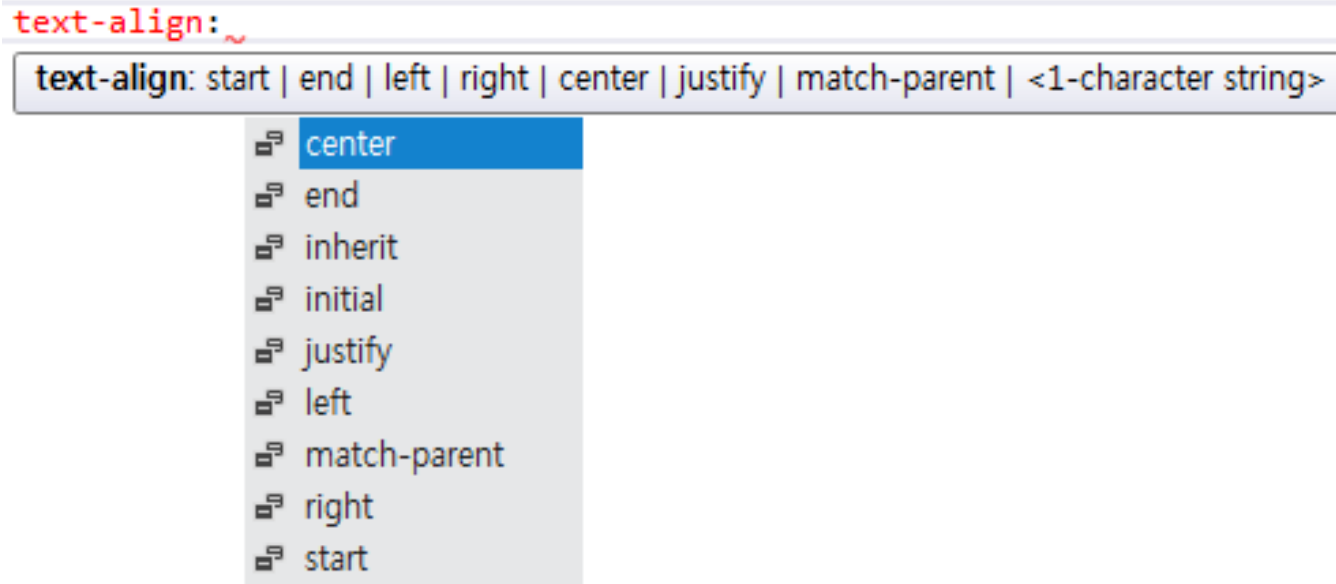 text-align:
text-align: start | end | left | right | center | justify | match-parent | <1-character string>
center
end
inherit
initial
justify
left
match-parent
right
start